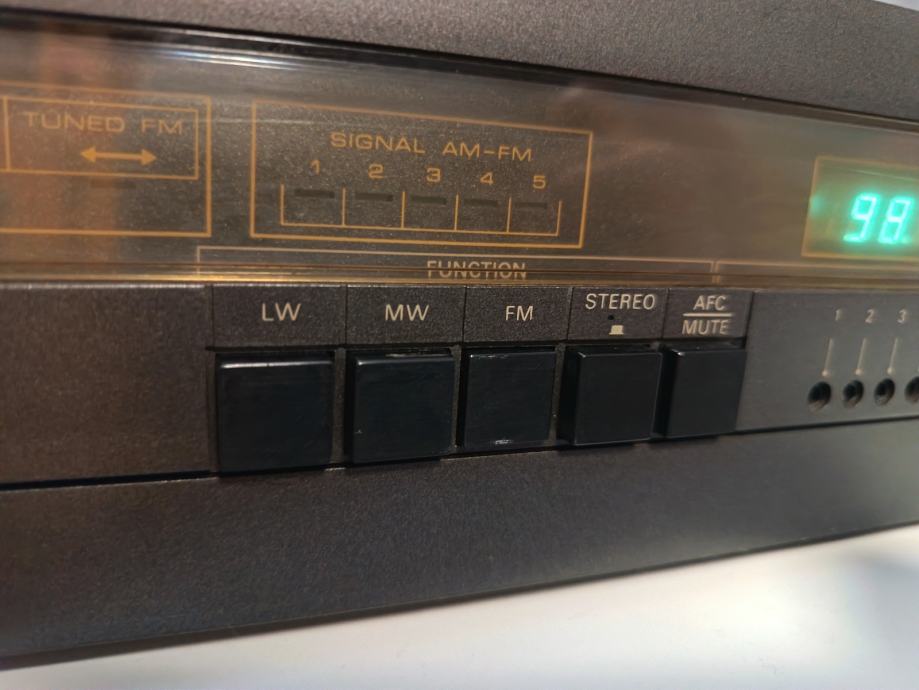 TUNED FM
SIGNAL AM-FM
1 2 3 4 5
98
FUNCTION
LW MW FM STEREO AFC
MUTE
1 2 3